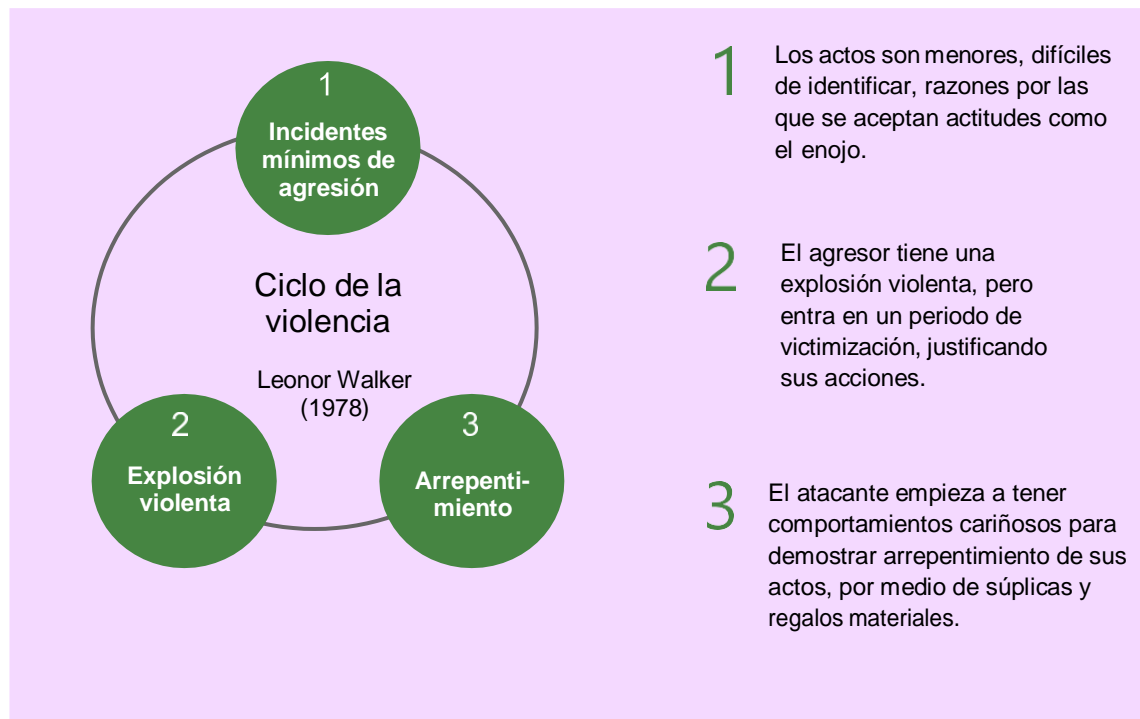 1
Incidentes
mínimos de
agresión
Ciclo de la
violencia
Leonor Walker
(1978)
2
Explosión
violenta
3
Arrepenti-
miento
1
Los actos son menores, difíciles
de identificar, razones por las
que se aceptan actitudes como
el enojo.
2
El agresor tiene una
explosión violenta, pero
entra en un periodo de
victimización, justificando
sus acciones.
3
El atacante empieza a tener
comportamientos cariñosos para
demostrar arrepentimiento de sus
actos, por medio de súplicas y
regalos materiales.